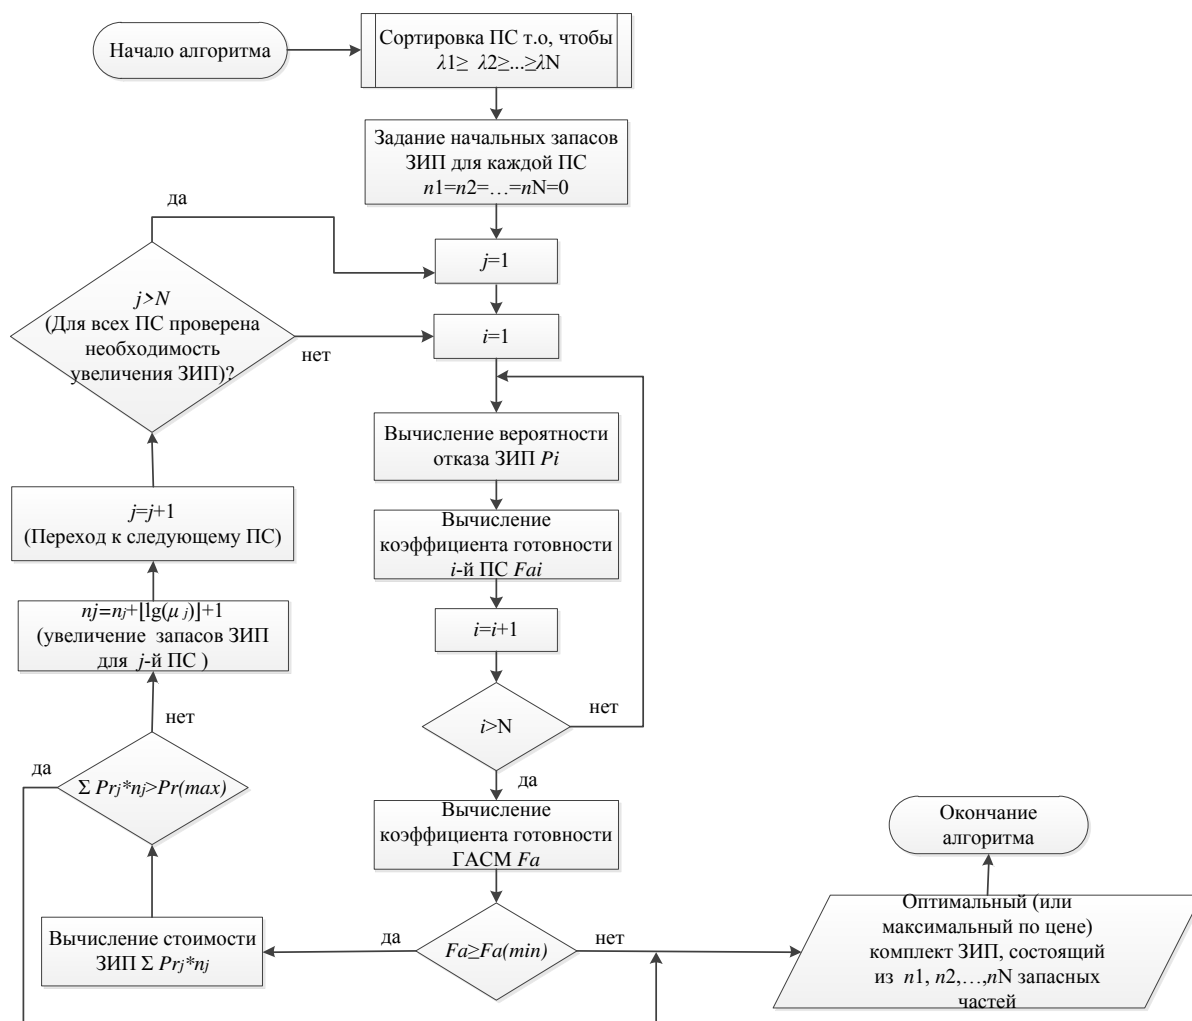 Начало алгоритма
Сортировка ПС т.о, чтобы
λ1≥ λ2≥...≥λN
Задание начальных запасов
ЗИП для каждой ПС
n1=n2=…=nN=0
да
j=1
j>N
(Для всех ПС проверена
необходимость
увеличения ЗИП)?
нет
i=1
Вычисление вероятности
отказа ЗИП Pi
j=j+1
(Переход к следующему ПС)
Вычисление
коэффициента готовности
i-й ПС Fai
nj=nj+⌊lg(μ j)⌋+1
(увеличение запасов ЗИП
для j-й ПС )
i=i+1
нет
i>N
нет
да
да
Σ Prj*nj>Pr(max)
Вычисление
коэффициента готовности
ГАСМ Fa
Окончание
алгоритма
Вычисление стоимости
ЗИП Σ Prj*nj
да
Fa≥Fa(min)
нет
Оптимальный (или
максимальный по цене)
комплект ЗИП, состоящий
из n1, n2,…,nN запасных
частей